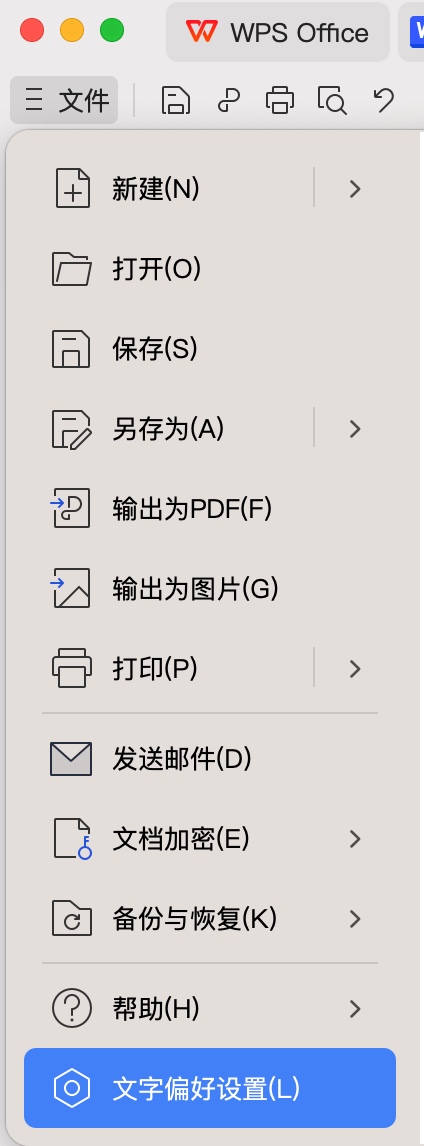 WPS Office
文件
新建(N)
打开(O)
保存(S)
另存为(A)
输出为PDF(F)
输出为图片(G)
打印(P)
发送邮件(D)
文档加密(E)
备份与恢复(K)
帮助(H)
文字偏好设置(L)